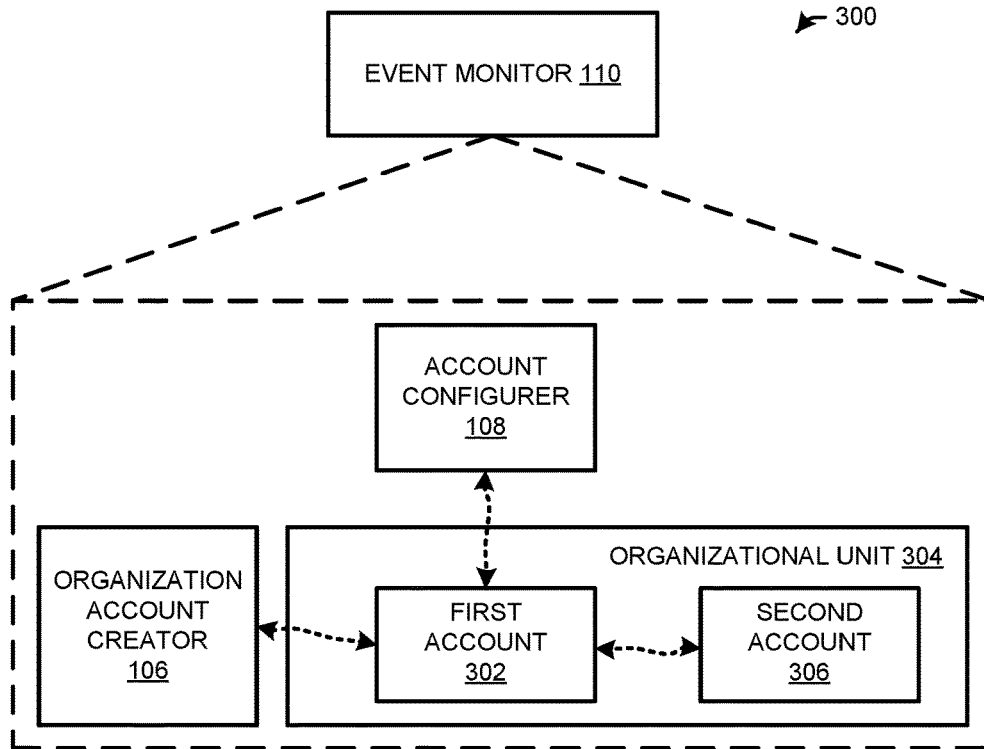 300
EVENT MONITOR 110
ACCOUNT
CONFIGURER
108
ORGANIZATIONAL UNIT 304
ORGANIZATION
ACCOUNT
CREATOR
106
FIRST
ACCOUNT
302
SECOND
ACCOUNT
306